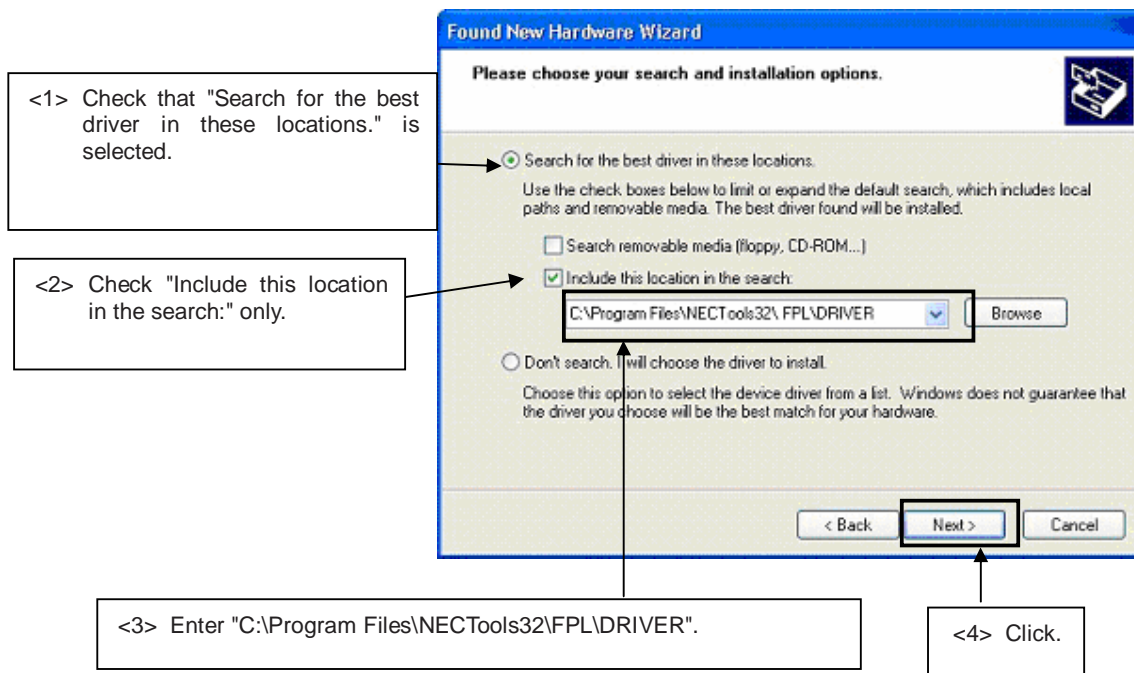 Found New Hardware Wizard
Please choose your search and installation options.
<1> Check that "Search for the best
driver in these locations." is
selected.
Search for the best driver in these locations.
Use the check boxes below to limit or expand the default search, which includes local
paths and removable media. The best driver found will be installed.
Search removable media (floppy, CD-ROM...)
<2> Check "Include this location
in the search:" only.
Include this location in the search:
C:\Program Files\NECTools32\ FPL\DRIVER
Browse
Don't search. I will choose the driver to install.
Choose this option to select the device driver from a list. Windows does not guarantee that
the driver you choose will be the best match for your hardware.
< Back
Next >
Cancel
<3> Enter "C:\Program Files\NECTools32\FPL\DRIVER".
<4> Click.